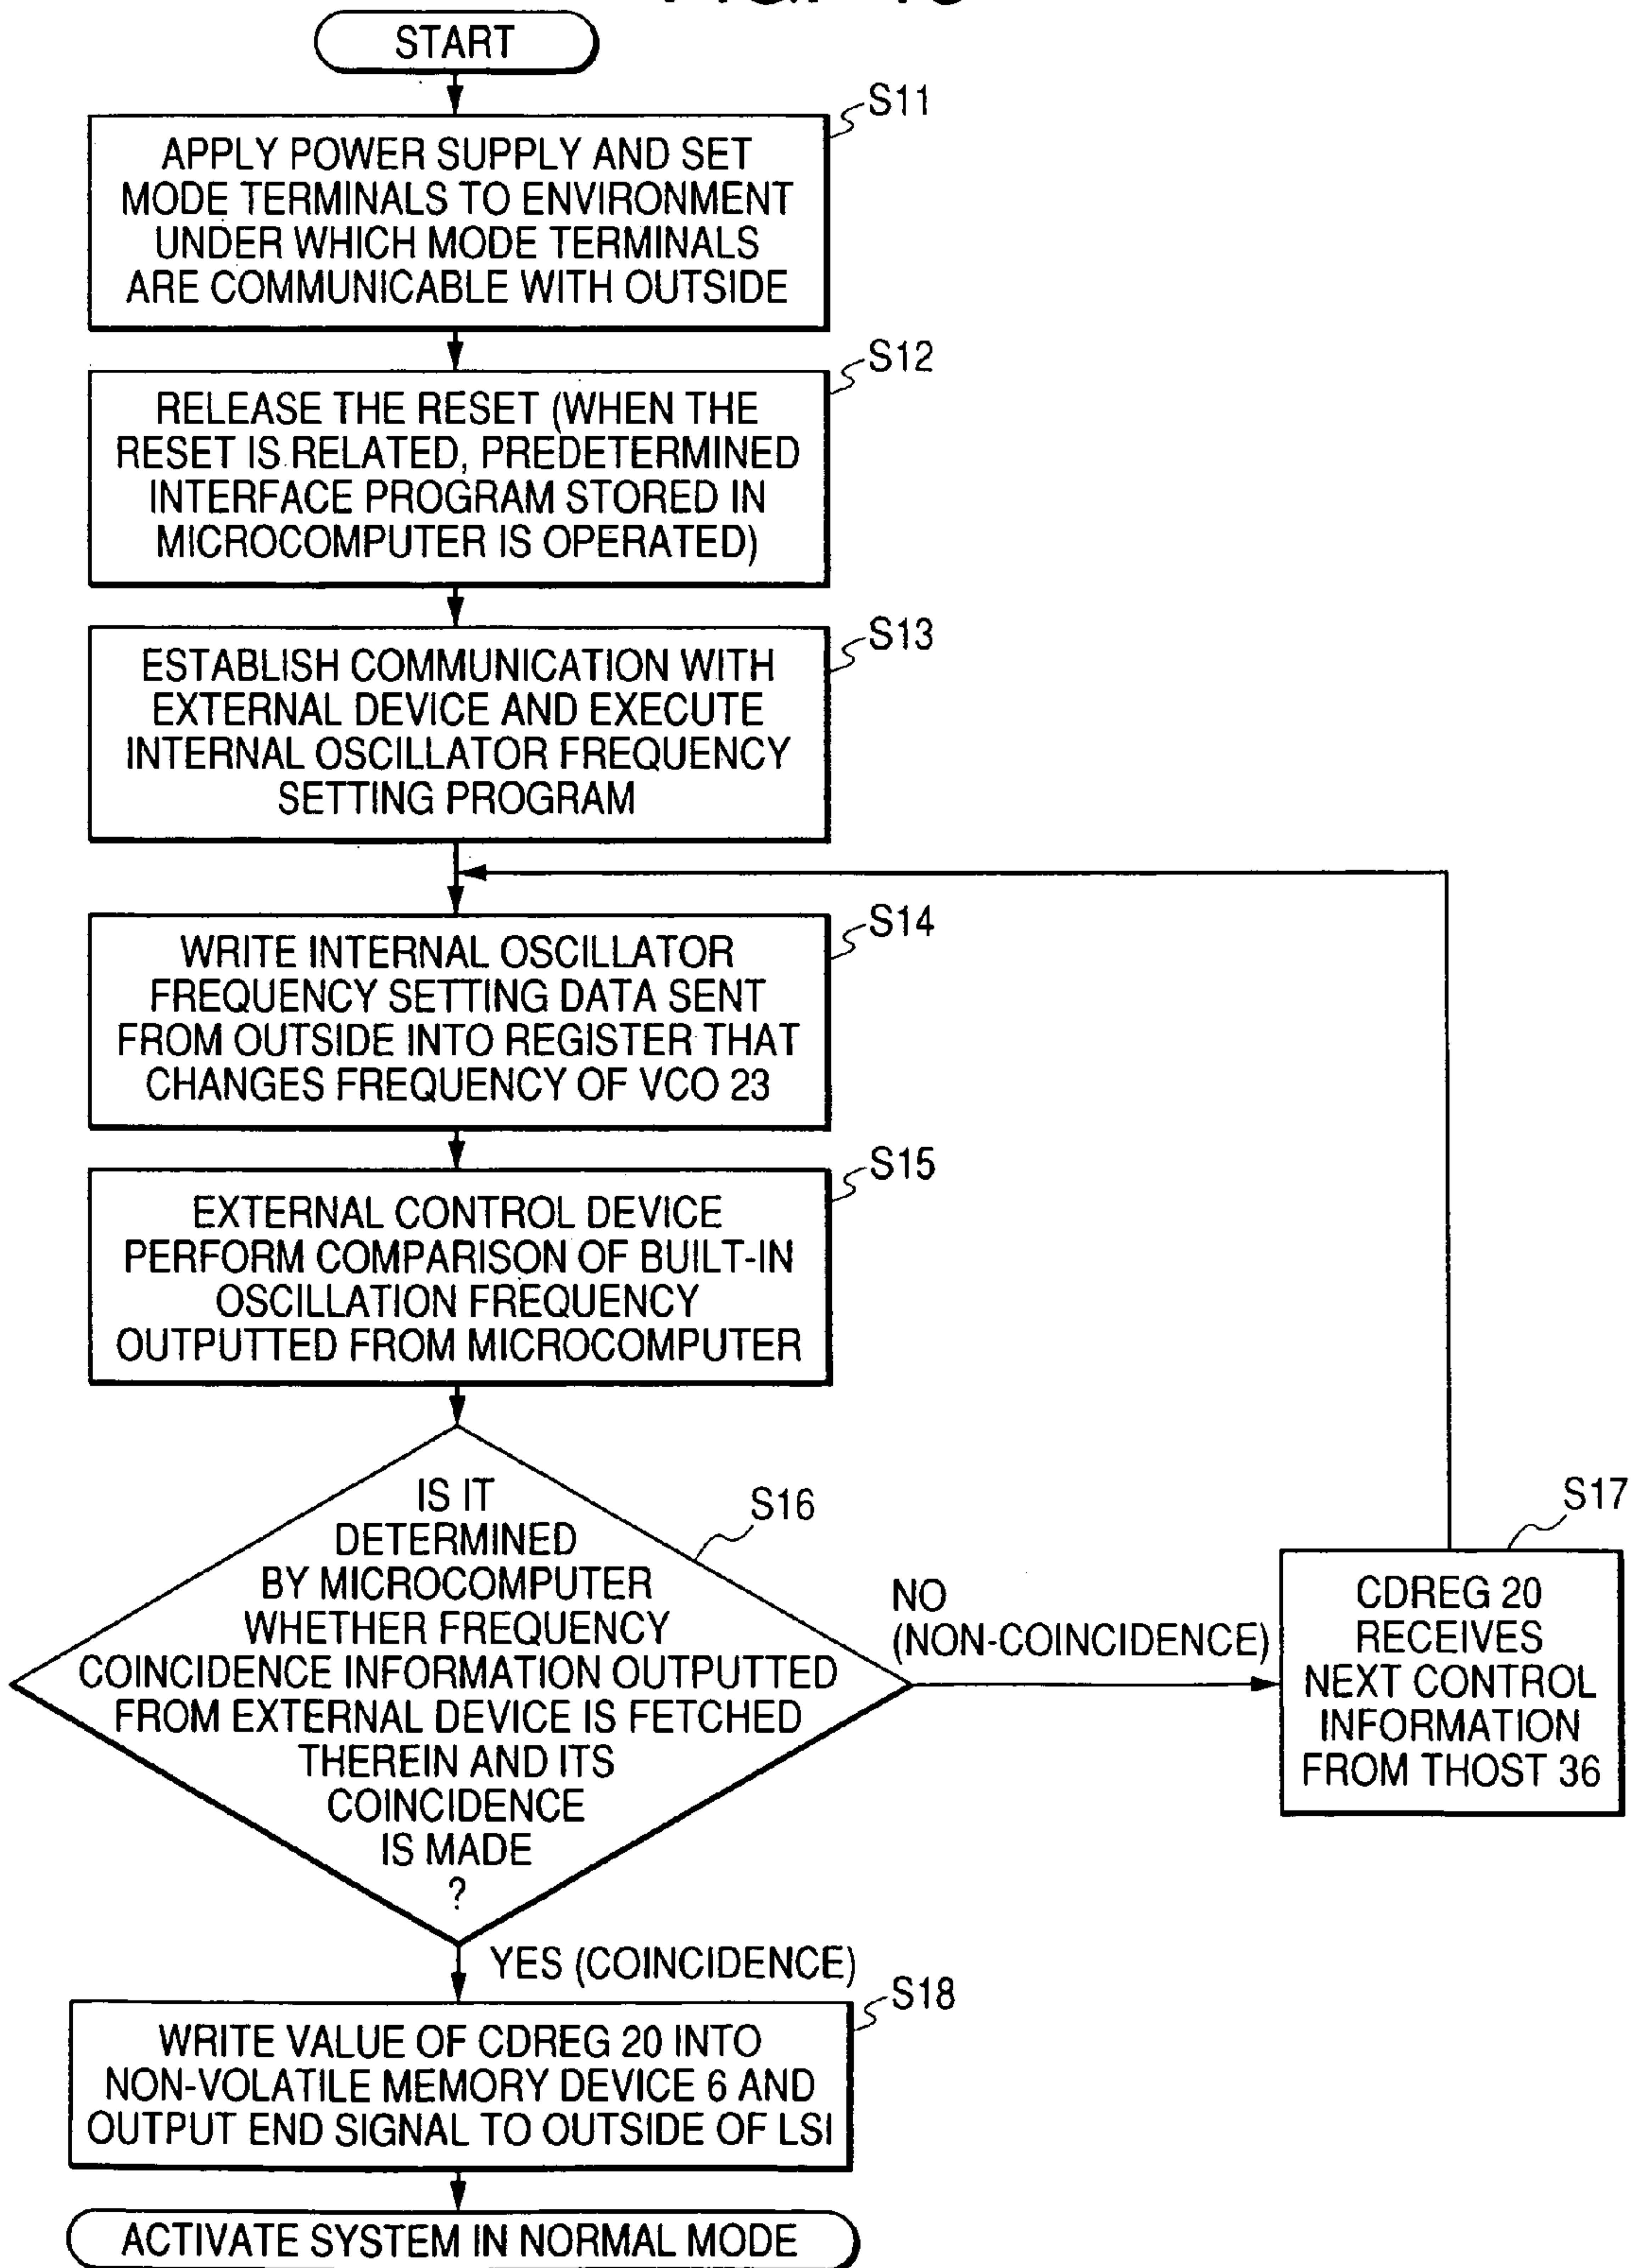 START
S11
APPLY POWER SUPPLY AND SET
MODE TERMINALS TO ENVIRONMENT
UNDER WHICH MODE TERMINALS
ARE COMMUNICABLE WITH OUTSIDE
S12
RELEASE THE RESET (WHEN THE
RESET IS RELATED, PREDETERMINED
INTERFACE PROGRAM STORED IN
MICROCOMPUTER IS OPERATED)
S13
ESTABLISH COMMUNICATION WITH
EXTERNAL DEVICE AND EXECUTE
INTERNAL OSCILLATOR FREQUENCY
SETTING PROGRAM
S14
WRITE INTERNAL OSCILLATOR
FREQUENCY SETTING DATA SENT
FROM OUTSIDE INTO REGISTER THAT
CHANGES FREQUENCY OF VCO 23
S15
EXTERNAL CONTROL DEVICE
PERFORM COMPARISON OF BUILT-IN
OSCILLATION FREQUENCY
OUTPUTTED FROM MICROCOMPUTER
S16
IS IT
DETERMINED
BY MICROCOMPUTER
WHETHER FREQUENCY
COINCIDENCE INFORMATION OUTPUTTED
FROM EXTERNAL DEVICE IS FETCHED
THEREIN AND ITS
COINCIDENCE
IS MADE
?
NO
(NON-COINCIDENCE)
S17
CDREG 20
RECEIVES
NEXT CONTROL
INFORMATION
FROM THOST 36
YES (COINCIDENCE)
S18
WRITE VALUE OF CDREG 20 INTO
NON-VOLATILE MEMORY DEVICE 6 AND
OUTPUT END SIGNAL TO OUTSIDE OF LSI
ACTIVATE SYSTEM IN NORMAL MODE